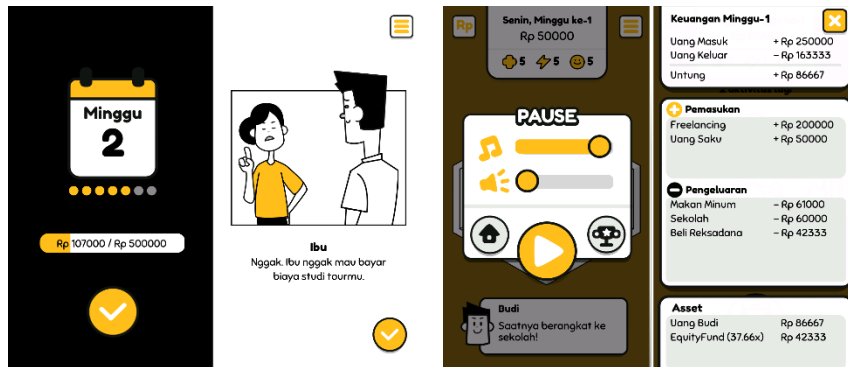 Minggu
2
Rp 107000 / Rp 500000
Ibu
Nggak. Ibu nggak mau bayar
biaya studi tourmu.
Rp
Senin, Minggu ke-1
Rp 50000
5 5 5
PAUSE
Budi
Saatnya berangkat ke
sekolah!
Keuangan Minggu-1
Uang Masuk + Rp 250000
Uang Keluar – Rp 163333
Untung + Rp 86667
2 aktivitas lagi
Pemasukan
Freelancing + Rp 200000
Uang Saku + Rp 50000
Pengeluaran
Makan Minum – Rp 61000
Sekolah – Rp 60000
Beli Reksadana – Rp 42333
Asset
Uang Budi Rp 86667
EquityFund (37.66x) Rp 42333